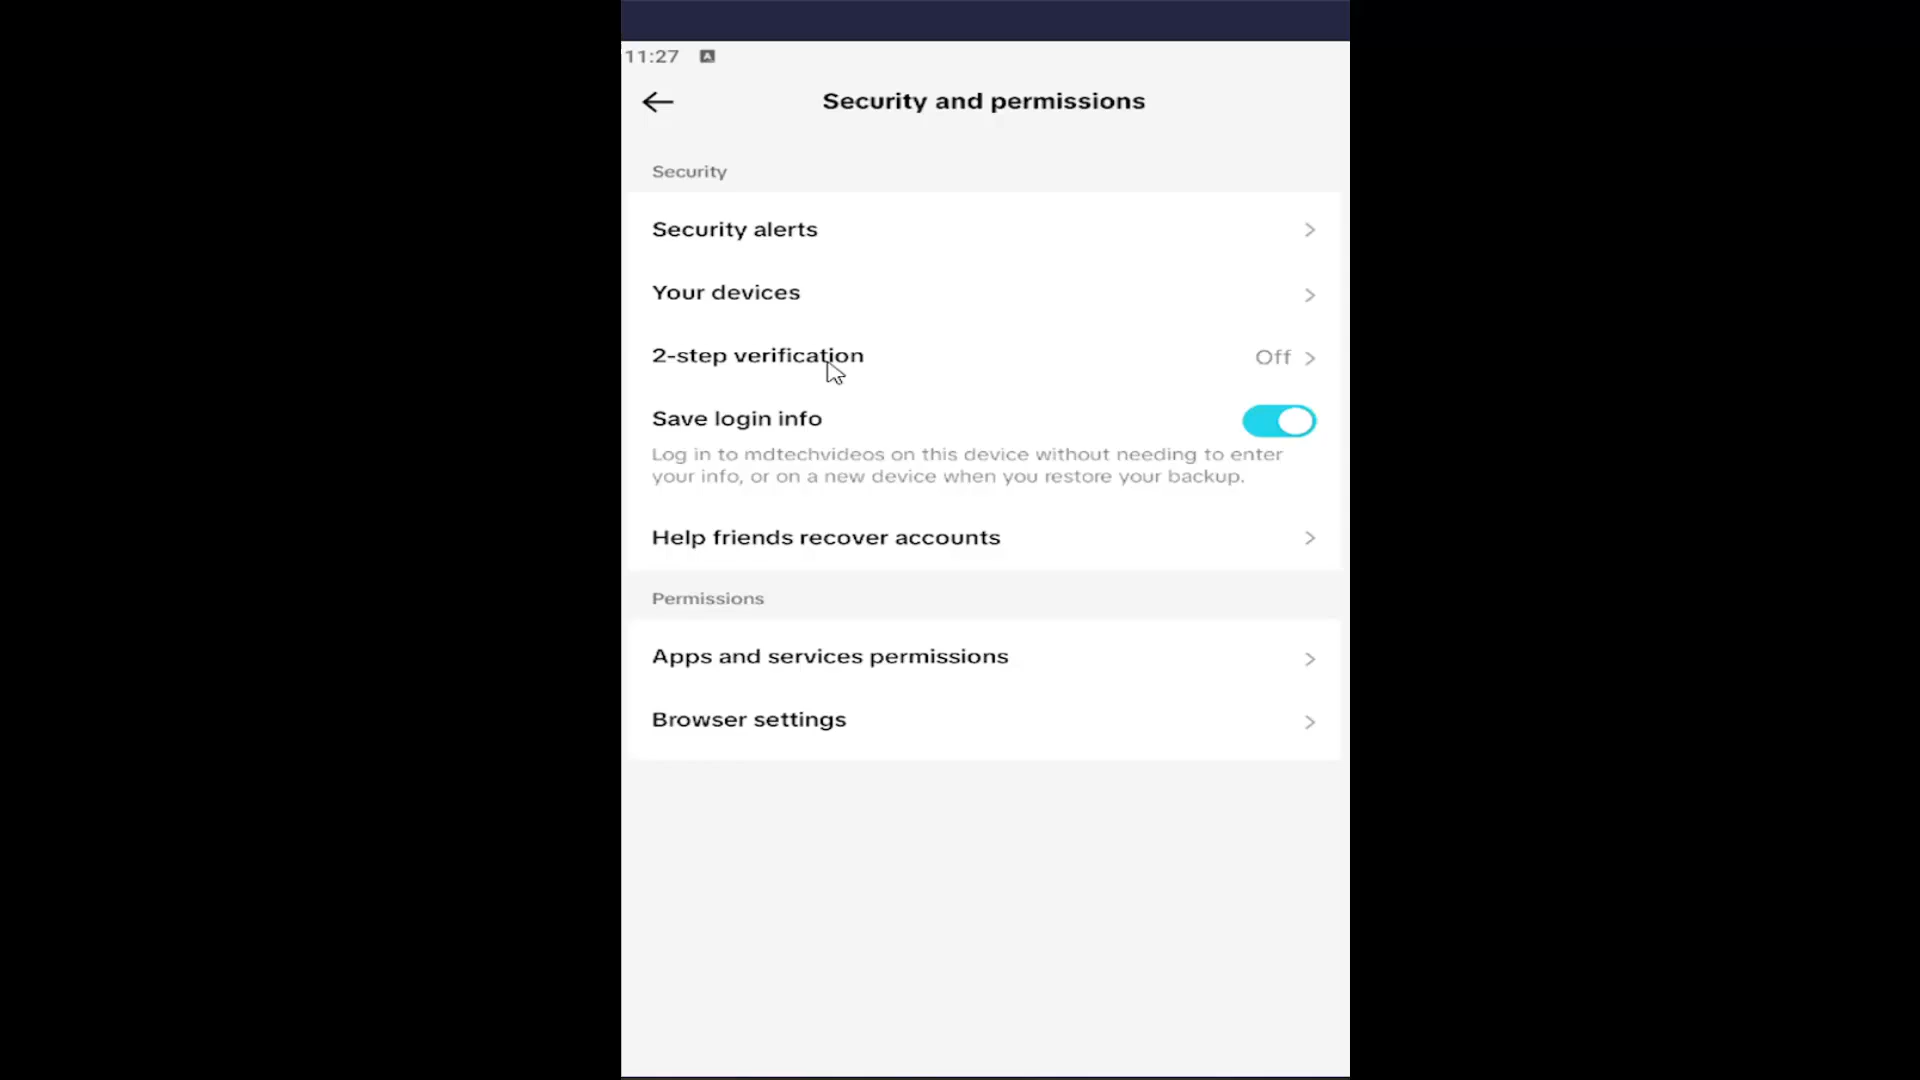 11:27
Security and permissions
Security
Security alerts
Your devices
2-step verification
Off
Save login info
Log in to mdtechvideos on this device without needing to enter
your info, or on a new device when you restore your backup.
Help friends recover accounts
Permissions
Apps and services permissions
Browser settings